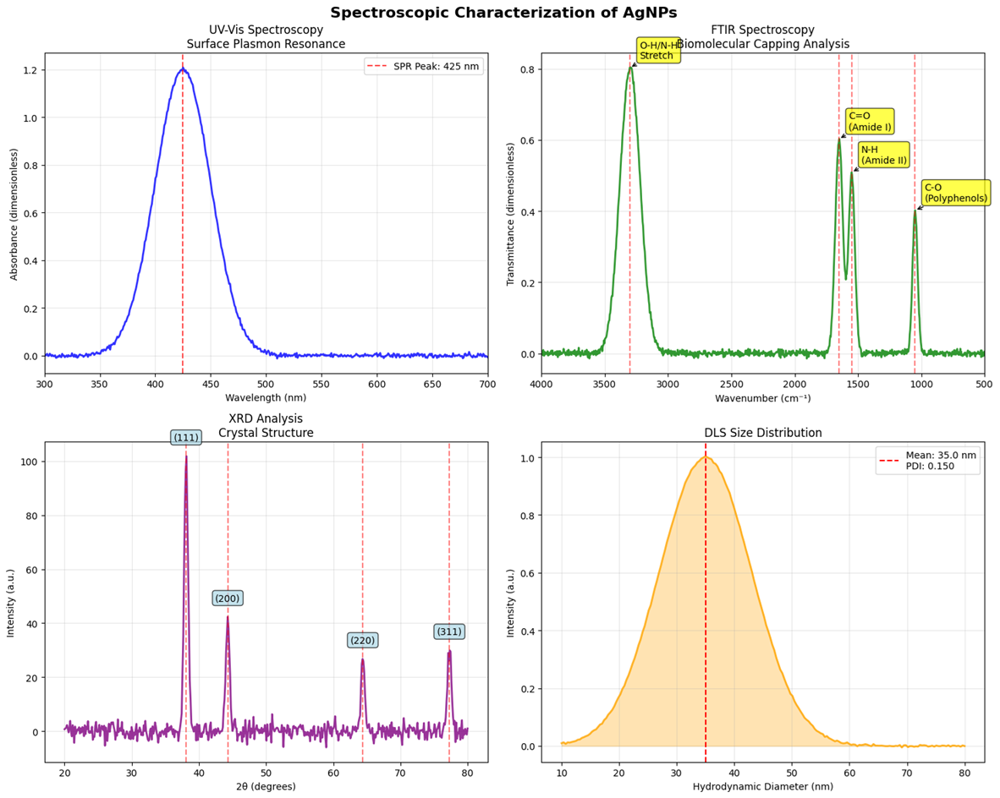 Spectroscopic Characterization of AgNPs
UV-Vis Spectroscopy
Surface Plasmon Resonance
SPR Peak: 425 nm
Absorbance (dimensionless)
1.2
1.0
0.8
0.6
0.4
0.2
0.0
300 350 400 450 500 550 600 650 700
Wavelength (nm)
FTIR Spectroscopy
Biomolecular Capping Analysis
O-H/N-H
Stretch
C=O
(Amide I)
N-H
(Amide II)
C-O
(Polyphenols)
Transmittance (dimensionless)
0.8
0.6
0.4
0.2
0.0
4000 3500 3000 2500 2000 1500 1000 500
Wavenumber (cm⁻¹)
XRD Analysis
Crystal Structure
(111)
(200)
(220)
(311)
Intensity (a.u.)
100
80
60
40
20
0
20 30 40 50 60 70 80
2θ (degrees)
DLS Size Distribution
Mean: 35.0 nm
PDI: 0.150
Intensity (a.u.)
1.0
0.8
0.6
0.4
0.2
0.0
10 20 30 40 50 60 70 80
Hydrodynamic Diameter (nm)